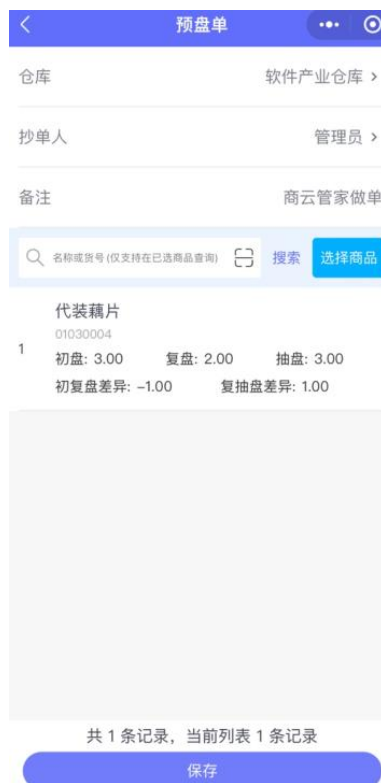 预盘单
仓库 软件产业仓库 >
抄单人 管理员 >
备注 商云管家做单
名称或货号(仅支持在已选商品查询) 搜索 选择商品
代装藕片
01030004
1
初盘: 3.00 复盘: 2.00 抽盘: 3.00
初复盘差异: -1.00 复抽盘差异: 1.00
共 1 条记录，当前列表 1 条记录
保存